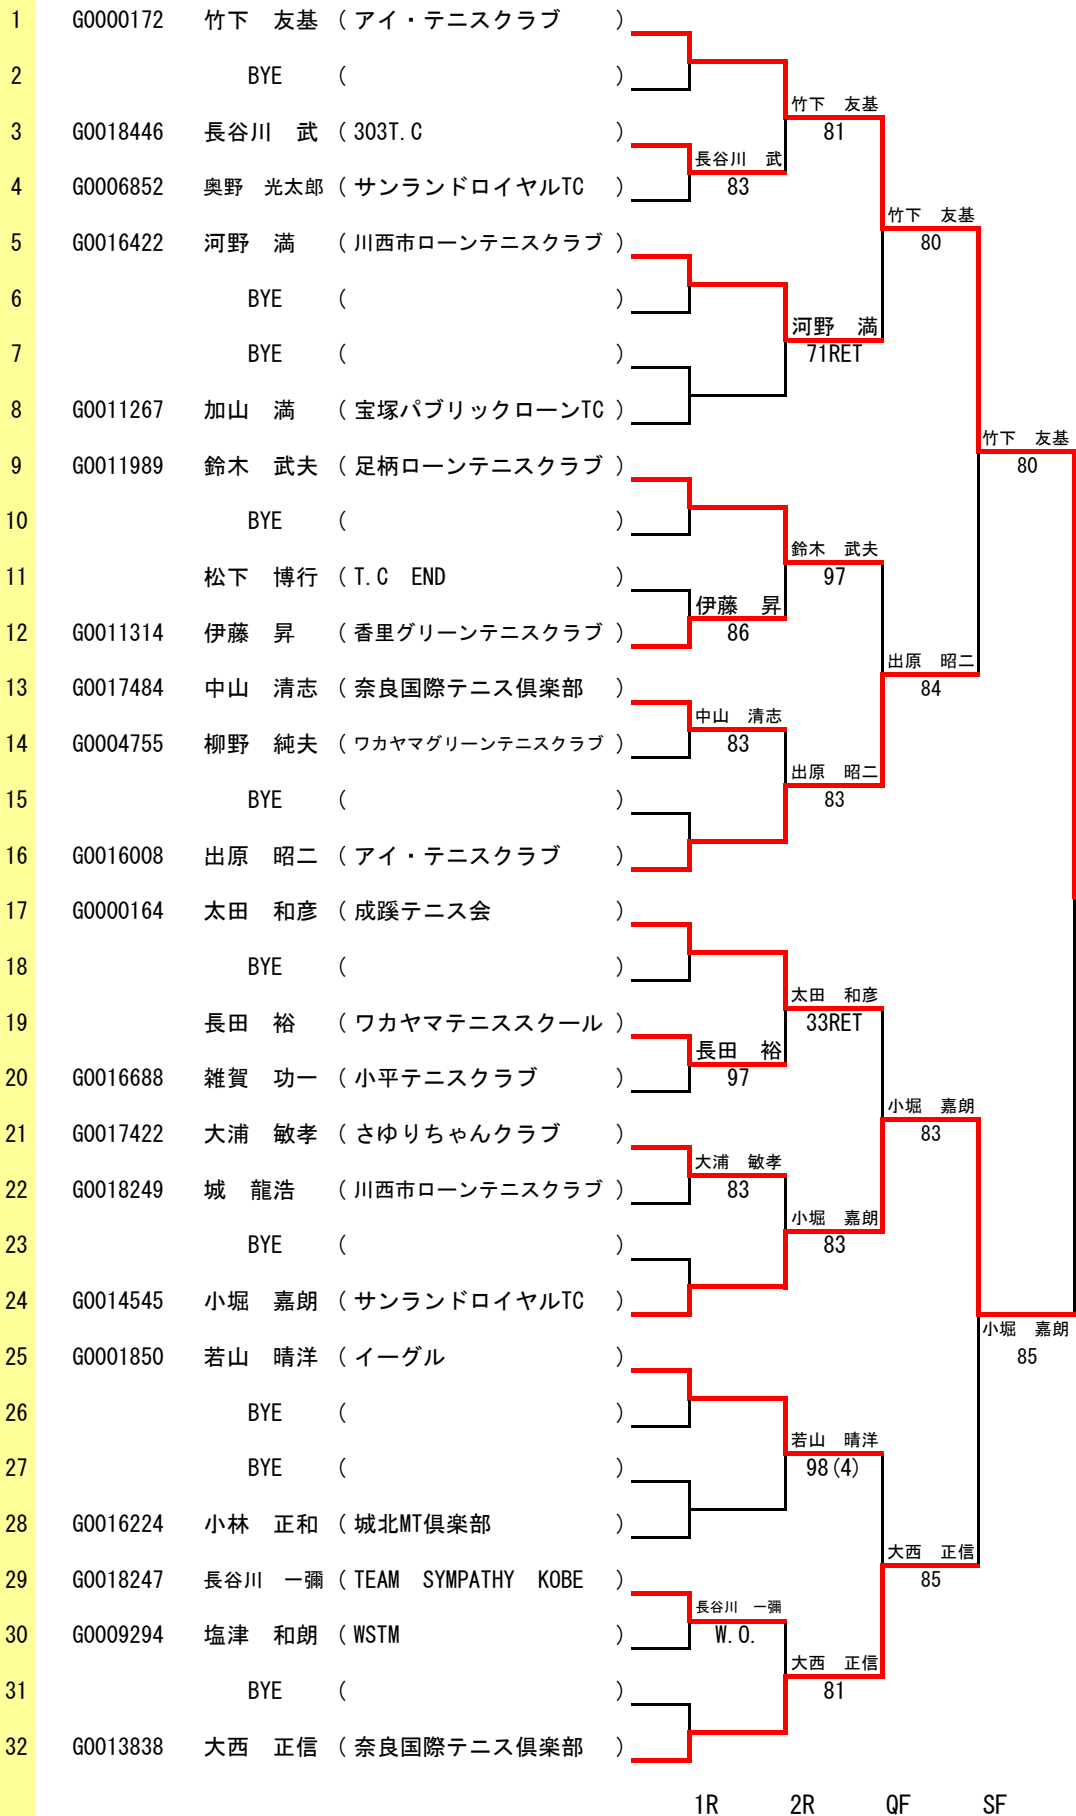 1 G0000172 竹下 友基 ( アイ・テニスクラブ )
2 BYE ( )
竹下 友基
3 G0018446 長谷川 武 ( 303T.C ) 81
長谷川 武
4 G0006852 奥野 光太郎 ( サンランドロイヤルTC ) 83
竹下 友基
5 G0016422 河野 満 ( 川西市ローンテニスクラブ ) 80
6 BYE ( )
河野 満
7 BYE ( ) 71RET
8 G0011267 加山 満 ( 宝塚パブリックローンTC )
竹下 友基
9 G0011989 鈴木 武夫 ( 足柄ローンテニスクラブ ) 80
10 BYE ( )
鈴木 武夫
11 松下 博行 ( T.C END ) 97
伊藤 昇
12 G0011314 伊藤 昇 ( 香里グリーンテニスクラブ ) 86
出原 昭二
13 G0017484 中山 清志 ( 奈良国際テニス倶楽部 ) 84
中山 清志
14 G0004755 柳野 純夫 ( ワカヤマグリーンテニスクラブ ) 83
出原 昭二
15 BYE ( ) 83
16 G0016008 出原 昭二 ( アイ・テニスクラブ )
17 G0000164 太田 和彦 ( 成蹊テニス会 )
18 BYE ( )
太田 和彦
19 長田 裕 ( ワカヤマテニススクール ) 33RET
長田 裕
20 G0016688 雑賀 功一 ( 小平テニスクラブ ) 97
小堀 嘉朗
21 G0017422 大浦 敏孝 ( さゆりちゃんクラブ ) 83
大浦 敏孝
22 G0018249 城 龍浩 ( 川西市ローンテニスクラブ ) 83
小堀 嘉朗
23 BYE ( ) 83
24 G0014545 小堀 嘉朗 ( サンランドロイヤルTC )
小堀 嘉朗
25 G0001850 若山 晴洋 ( イーグル ) 85
26 BYE ( )
若山 晴洋
27 BYE ( ) 98(4)
28 G0016224 小林 正和 ( 城北MT倶楽部 )
大西 正信
29 G0018247 長谷川 一彌 ( TEAM SYMPATHY KOBE ) 85
長谷川 一彌
30 G0009294 塩津 和朗 ( WSTM ) W.O.
大西 正信
31 BYE ( ) 81
32 G0013838 大西 正信 ( 奈良国際テニス倶楽部 )
1R 2R QF SF